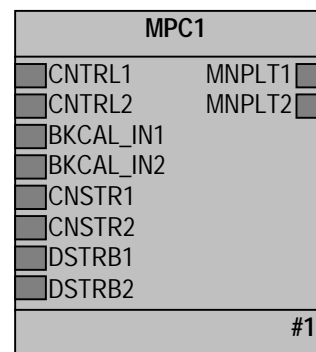 MPC1
CNTRL1 MNPLT1
CNTRL2 MNPLT2
BKCAL_IN1
BKCAL_IN2
CNSTR1
CNSTR2
DSTRB1
DSTRB2
#1